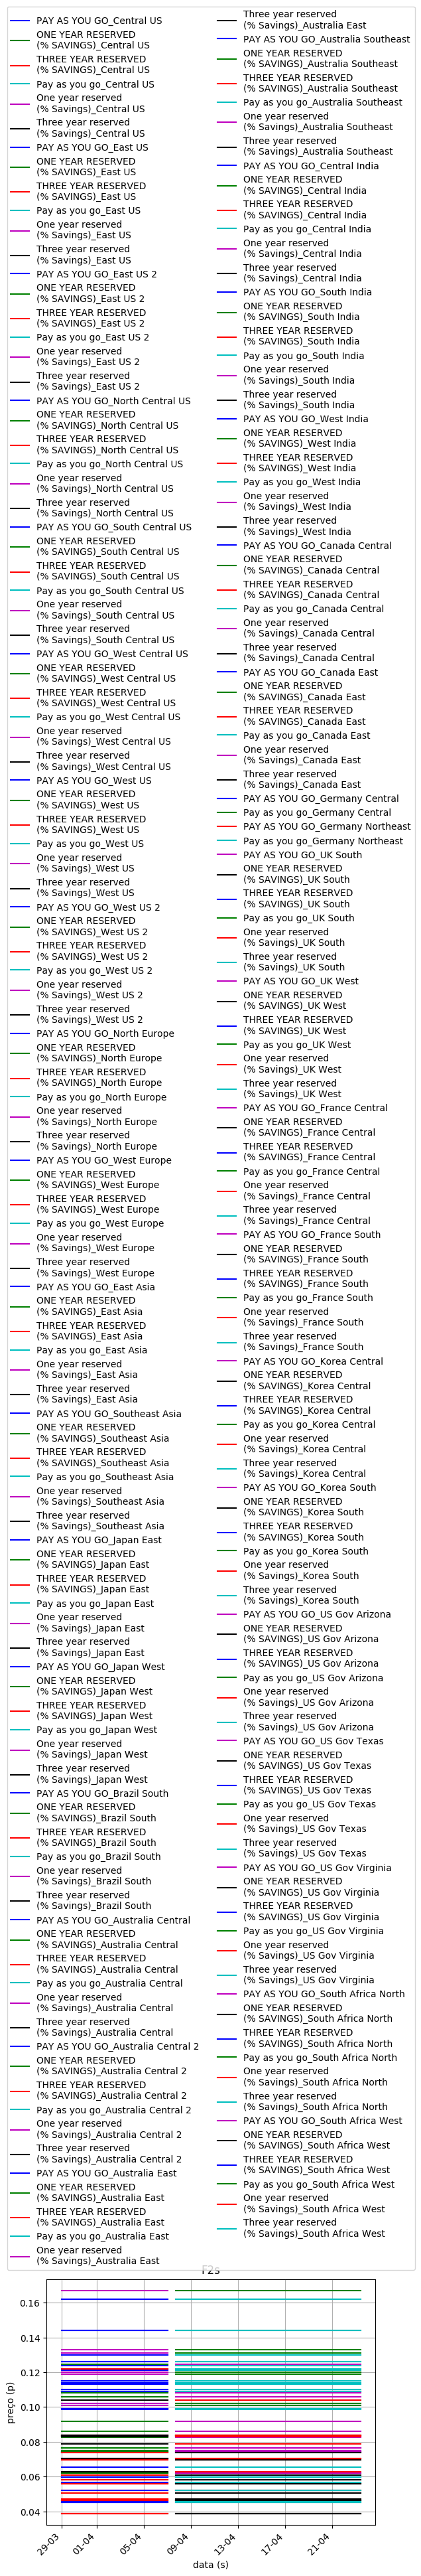 PAY AS YOU GO_Central US
ONE YEAR RESERVED
(% SAVINGS)_Central US
THREE YEAR RESERVED
(% SAVINGS)_Central US
Pay as you go_Central US
One year reserved
(% Savings)_Central US
Three year reserved
(% Savings)_Central US
PAY AS YOU GO_East US
ONE YEAR RESERVED
(% SAVINGS)_East US
THREE YEAR RESERVED
(% SAVINGS)_East US
Pay as you go_East US
One year reserved
(% Savings)_East US
Three year reserved
(% Savings)_East US
PAY AS YOU GO_East US 2
ONE YEAR RESERVED
(% SAVINGS)_East US 2
THREE YEAR RESERVED
(% SAVINGS)_East US 2
Pay as you go_East US 2
One year reserved
(% Savings)_East US 2
Three year reserved
(% Savings)_East US 2
PAY AS YOU GO_North Central US
ONE YEAR RESERVED
(% SAVINGS)_North Central US
THREE YEAR RESERVED
(% SAVINGS)_North Central US
Pay as you go_North Central US
One year reserved
(% Savings)_North Central US
Three year reserved
(% Savings)_North Central US
PAY AS YOU GO_South Central US
ONE YEAR RESERVED
(% SAVINGS)_South Central US
THREE YEAR RESERVED
(% SAVINGS)_South Central US
Pay as you go_South Central US
One year reserved
(% Savings)_South Central US
Three year reserved
(% Savings)_South Central US
PAY AS YOU GO_West Central US
ONE YEAR RESERVED
(% SAVINGS)_West Central US
THREE YEAR RESERVED
(% SAVINGS)_West Central US
Pay as you go_West Central US
One year reserved
(% Savings)_West Central US
Three year reserved
(% Savings)_West Central US
PAY AS YOU GO_West US
ONE YEAR RESERVED
(% SAVINGS)_West US
THREE YEAR RESERVED
(% SAVINGS)_West US
Pay as you go_West US
One year reserved
(% Savings)_West US
Three year reserved
(% Savings)_West US
PAY AS YOU GO_West US 2
ONE YEAR RESERVED
(% SAVINGS)_West US 2
THREE YEAR RESERVED
(% SAVINGS)_West US 2
Pay as you go_West US 2
One year reserved
(% Savings)_West US 2
Three year reserved
(% Savings)_West US 2
PAY AS YOU GO_North Europe
ONE YEAR RESERVED
(% SAVINGS)_North Europe
THREE YEAR RESERVED
(% SAVINGS)_North Europe
Pay as you go_North Europe
One year reserved
(% Savings)_North Europe
Three year reserved
(% Savings)_North Europe
PAY AS YOU GO_West Europe
ONE YEAR RESERVED
(% SAVINGS)_West Europe
THREE YEAR RESERVED
(% SAVINGS)_West Europe
Pay as you go_West Europe
One year reserved
(% Savings)_West Europe
Three year reserved
(% Savings)_West Europe
PAY AS YOU GO_East Asia
ONE YEAR RESERVED
(% SAVINGS)_East Asia
THREE YEAR RESERVED
(% SAVINGS)_East Asia
Pay as you go_East Asia
One year reserved
(% Savings)_East Asia
Three year reserved
(% Savings)_East Asia
PAY AS YOU GO_Southeast Asia
ONE YEAR RESERVED
(% SAVINGS)_Southeast Asia
THREE YEAR RESERVED
(% SAVINGS)_Southeast Asia
Pay as you go_Southeast Asia
One year reserved
(% Savings)_Southeast Asia
Three year reserved
(% Savings)_Southeast Asia
PAY AS YOU GO_Japan East
ONE YEAR RESERVED
(% SAVINGS)_Japan East
THREE YEAR RESERVED
(% SAVINGS)_Japan East
Pay as you go_Japan East
One year reserved
(% Savings)_Japan East
Three year reserved
(% Savings)_Japan East
PAY AS YOU GO_Japan West
ONE YEAR RESERVED
(% SAVINGS)_Japan West
THREE YEAR RESERVED
(% SAVINGS)_Japan West
Pay as you go_Japan West
One year reserved
(% Savings)_Japan West
Three year reserved
(% Savings)_Japan West
PAY AS YOU GO_Brazil South
ONE YEAR RESERVED
(% SAVINGS)_Brazil South
THREE YEAR RESERVED
(% SAVINGS)_Brazil South
Pay as you go_Brazil South
One year reserved
(% Savings)_Brazil South
Three year reserved
(% Savings)_Brazil South
PAY AS YOU GO_Australia Central
ONE YEAR RESERVED
(% SAVINGS)_Australia Central
THREE YEAR RESERVED
(% SAVINGS)_Australia Central
Pay as you go_Australia Central
One year reserved
(% Savings)_Australia Central
Three year reserved
(% Savings)_Australia Central
PAY AS YOU GO_Australia Central 2
ONE YEAR RESERVED
(% SAVINGS)_Australia Central 2
THREE YEAR RESERVED
(% SAVINGS)_Australia Central 2
Pay as you go_Australia Central 2
One year reserved
(% Savings)_Australia Central 2
Three year reserved
(% Savings)_Australia Central 2
PAY AS YOU GO_Australia East
ONE YEAR RESERVED
(% SAVINGS)_Australia East
THREE YEAR RESERVED
(% SAVINGS)_Australia East
Pay as you go_Australia East
One year reserved
(% Savings)_Australia East
Three year reserved
(% Savings)_Australia East
PAY AS YOU GO_Australia Southeast
ONE YEAR RESERVED
(% SAVINGS)_Australia Southeast
THREE YEAR RESERVED
(% SAVINGS)_Australia Southeast
Pay as you go_Australia Southeast
One year reserved
(% Savings)_Australia Southeast
Three year reserved
(% Savings)_Australia Southeast
PAY AS YOU GO_Central India
ONE YEAR RESERVED
(% SAVINGS)_Central India
THREE YEAR RESERVED
(% SAVINGS)_Central India
Pay as you go_Central India
One year reserved
(% Savings)_Central India
Three year reserved
(% Savings)_Central India
PAY AS YOU GO_South India
ONE YEAR RESERVED
(% SAVINGS)_South India
THREE YEAR RESERVED
(% SAVINGS)_South India
Pay as you go_South India
One year reserved
(% Savings)_South India
Three year reserved
(% Savings)_South India
PAY AS YOU GO_West India
ONE YEAR RESERVED
(% SAVINGS)_West India
THREE YEAR RESERVED
(% SAVINGS)_West India
Pay as you go_West India
One year reserved
(% Savings)_West India
Three year reserved
(% Savings)_West India
PAY AS YOU GO_Canada Central
ONE YEAR RESERVED
(% SAVINGS)_Canada Central
THREE YEAR RESERVED
(% SAVINGS)_Canada Central
Pay as you go_Canada Central
One year reserved
(% Savings)_Canada Central
Three year reserved
(% Savings)_Canada Central
PAY AS YOU GO_Canada East
ONE YEAR RESERVED
(% SAVINGS)_Canada East
THREE YEAR RESERVED
(% SAVINGS)_Canada East
Pay as you go_Canada East
One year reserved
(% Savings)_Canada East
Three year reserved
(% Savings)_Canada East
PAY AS YOU GO_Germany Central
Pay as you go_Germany Central
PAY AS YOU GO_Germany Northeast
Pay as you go_Germany Northeast
PAY AS YOU GO_UK South
ONE YEAR RESERVED
(% SAVINGS)_UK South
THREE YEAR RESERVED
(% SAVINGS)_UK South
Pay as you go_UK South
One year reserved
(% Savings)_UK South
Three year reserved
(% Savings)_UK South
PAY AS YOU GO_UK West
ONE YEAR RESERVED
(% SAVINGS)_UK West
THREE YEAR RESERVED
(% SAVINGS)_UK West
Pay as you go_UK West
One year reserved
(% Savings)_UK West
Three year reserved
(% Savings)_UK West
PAY AS YOU GO_France Central
ONE YEAR RESERVED
(% SAVINGS)_France Central
THREE YEAR RESERVED
(% SAVINGS)_France Central
Pay as you go_France Central
One year reserved
(% Savings)_France Central
Three year reserved
(% Savings)_France Central
PAY AS YOU GO_France South
ONE YEAR RESERVED
(% SAVINGS)_France South
THREE YEAR RESERVED
(% SAVINGS)_France South
Pay as you go_France South
One year reserved
(% Savings)_France South
Three year reserved
(% Savings)_France South
PAY AS YOU GO_Korea Central
ONE YEAR RESERVED
(% SAVINGS)_Korea Central
THREE YEAR RESERVED
(% SAVINGS)_Korea Central
Pay as you go_Korea Central
One year reserved
(% Savings)_Korea Central
Three year reserved
(% Savings)_Korea Central
PAY AS YOU GO_Korea South
ONE YEAR RESERVED
(% SAVINGS)_Korea South
THREE YEAR RESERVED
(% SAVINGS)_Korea South
Pay as you go_Korea South
One year reserved
(% Savings)_Korea South
Three year reserved
(% Savings)_Korea South
PAY AS YOU GO_US Gov Arizona
ONE YEAR RESERVED
(% SAVINGS)_US Gov Arizona
THREE YEAR RESERVED
(% SAVINGS)_US Gov Arizona
Pay as you go_US Gov Arizona
One year reserved
(% Savings)_US Gov Arizona
Three year reserved
(% Savings)_US Gov Arizona
PAY AS YOU GO_US Gov Texas
ONE YEAR RESERVED
(% SAVINGS)_US Gov Texas
THREE YEAR RESERVED
(% SAVINGS)_US Gov Texas
Pay as you go_US Gov Texas
One year reserved
(% Savings)_US Gov Texas
Three year reserved
(% Savings)_US Gov Texas
PAY AS YOU GO_US Gov Virginia
ONE YEAR RESERVED
(% SAVINGS)_US Gov Virginia
THREE YEAR RESERVED
(% SAVINGS)_US Gov Virginia
Pay as you go_US Gov Virginia
One year reserved
(% Savings)_US Gov Virginia
Three year reserved
(% Savings)_US Gov Virginia
PAY AS YOU GO_South Africa North
ONE YEAR RESERVED
(% SAVINGS)_South Africa North
THREE YEAR RESERVED
(% SAVINGS)_South Africa North
Pay as you go_South Africa North
One year reserved
(% Savings)_South Africa North
Three year reserved
(% Savings)_South Africa North
PAY AS YOU GO_South Africa West
ONE YEAR RESERVED
(% SAVINGS)_South Africa West
THREE YEAR RESERVED
(% SAVINGS)_South Africa West
Pay as you go_South Africa West
One year reserved
(% Savings)_South Africa West
Three year reserved
(% Savings)_South Africa West
F2s
0.16
0.14
0.12
0.10
0.08
0.06
0.04
preço (p)
29-03
01-04
05-04
09-04
13-04
17-04
21-04
data (s)